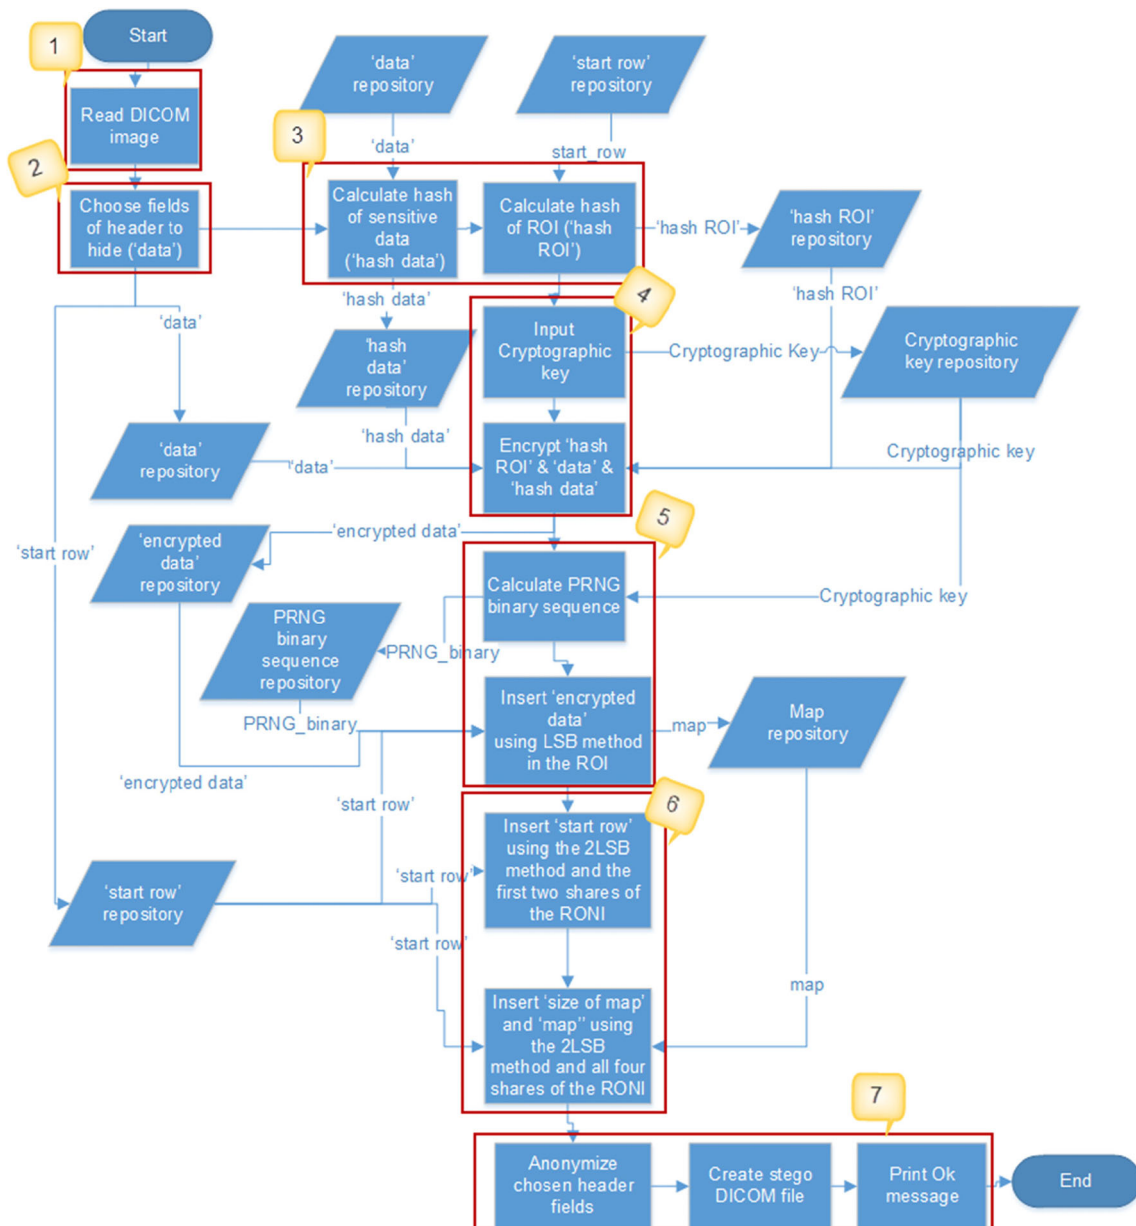 1
Start
Read DICOM
image
2
Choose fields
of header to
hide (‘data’)
‘data’
repository
‘start row’
repository
3
‘data’
start_row
Calculate hash
of sensitive
data
(‘hash data’)
Calculate hash
of ROI (‘hash
ROI’)
‘hash ROI’
‘hash ROI’
repository
‘hash data’
4
‘hash ROI’
‘data’
‘hash
data’
repository
Input
Cryptographic
key
Cryptographic Key
Cryptographic
key repository
‘hash data’
‘data’
repository
‘data’
Encrypt ‘hash
ROI’ & ‘data’ &
‘hash data’
Cryptographic key
5
‘encrypted data’
‘start row’
‘encrypted
data’
repository
Calculate PRNG
binary sequence
Cryptographic key
PRNG
binary
sequence
repository
PRNG_binary
PRNG_binary
Insert ‘encrypted
data’
using LSB method
in the ROI
map
Map
repository
‘encrypted data’
‘start row’
6
Insert ‘start row’
using the 2LSB
method and the
first two shares of
the RONI
‘start row’
‘start row’
repository
‘start row’
map
Insert ‘size of map’
and ‘map’’ using
the 2LSB
method and all four
shares of the RONI
7
Anonymize
chosen header
fields
Create stego
DICOM file
Print Ok
message
End